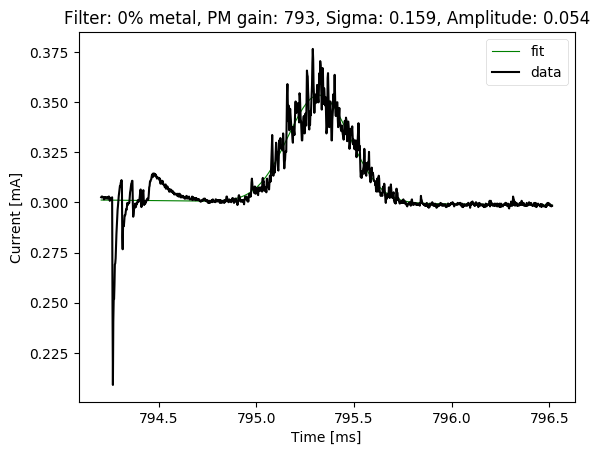 Filter: 0% metal, PM gain: 793, Sigma: 0.159, Amplitude: 0.054
fit
data
0.375
0.350
0.325
0.300
0.275
0.250
0.225
Current [mA]
794.5
795.0
795.5
796.0
796.5
Time [ms]